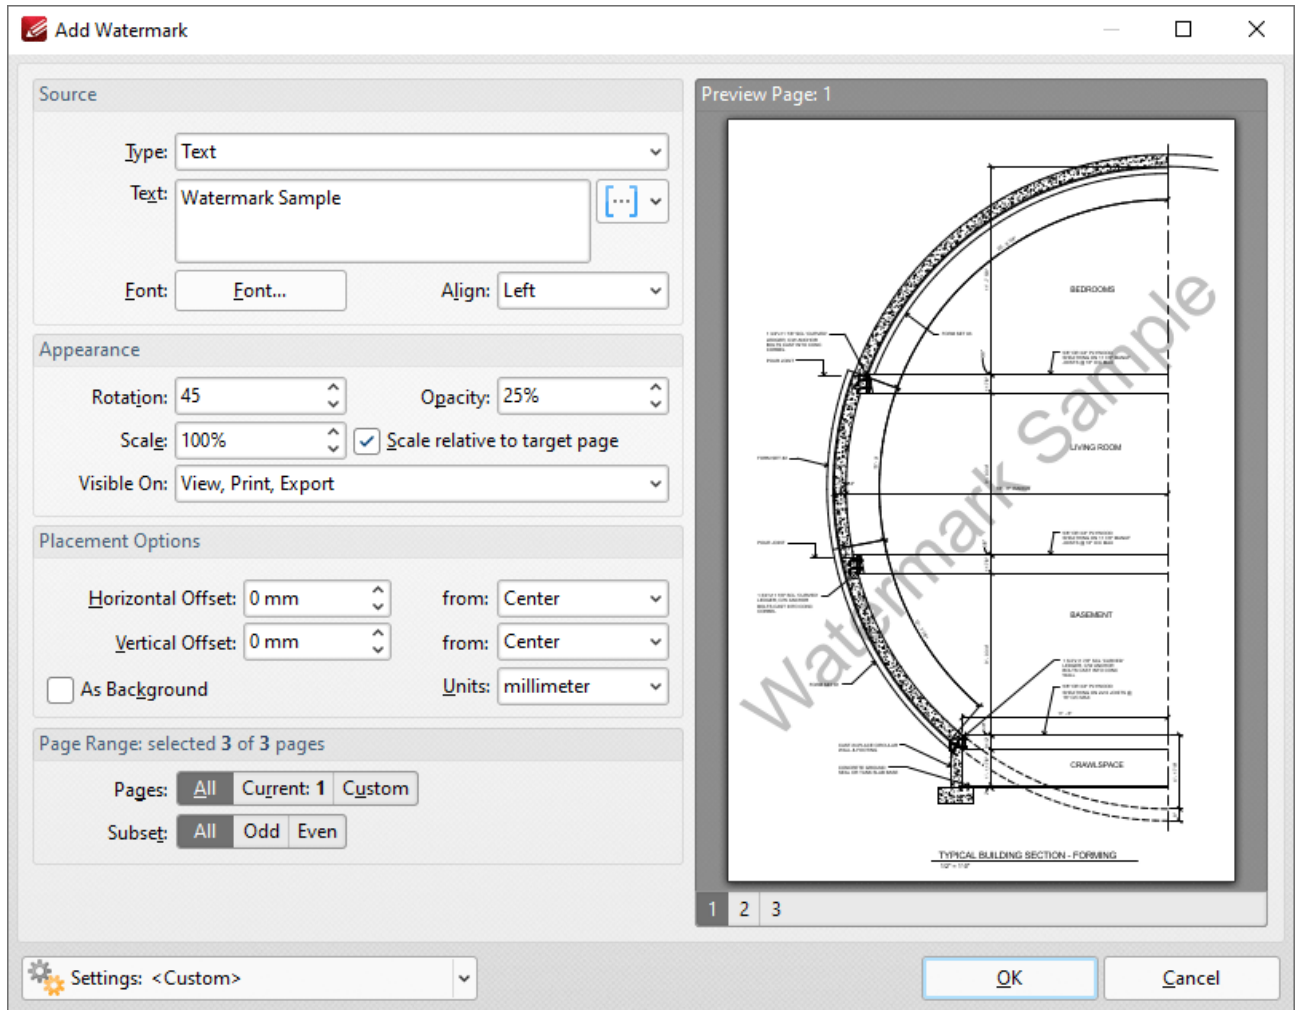 Add Watermark
Source
Type: Text
Text: Watermark Sample
Font: Font... Align: Left
Appearance
Rotation: 45 Opacity: 25%
Scale: 100% Scale relative to target page
Visible On: View, Print, Export
Placement Options
Horizontal Offset: 0 mm from: Center
Vertical Offset: 0 mm from: Center
As Background Units: millimeter
Page Range: selected 3 of 3 pages
Pages: All Current: 1 Custom
Subset: All Odd Even
Preview Page: 1
BEDROOMS
LIVING ROOM
BASEMENT
CRAWLSPACE
Watermark Sample
TYPICAL BUILDING SECTION - FORMING
1 2 3
Settings: <Custom>
OK Cancel